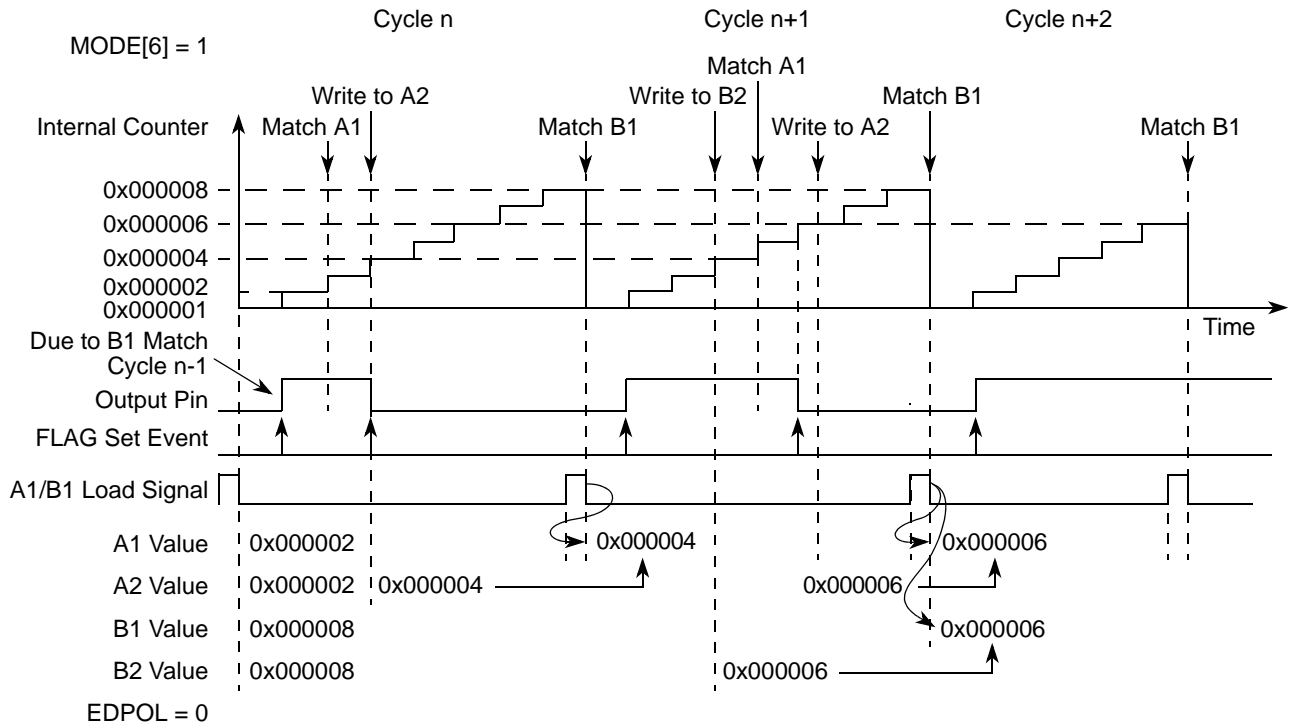 Cycle n Cycle n+1 Cycle n+2
MODE[6] = 1
Match A1
Write to A2 Write to B2 Match B1
Internal Counter Match A1 Match B1 Write to A2 Match B1
0x000008
0x000006
0x000004
0x000002
0x000001
Time
Due to B1 Match
Cycle n-1
Output Pin
FLAG Set Event
A1/B1 Load Signal
A1 Value 0x000002 0x000004 0x000006
A2 Value 0x000002 0x000004 0x000006
B1 Value 0x000008 0x000006
B2 Value 0x000008 0x000006
EDPOL = 0